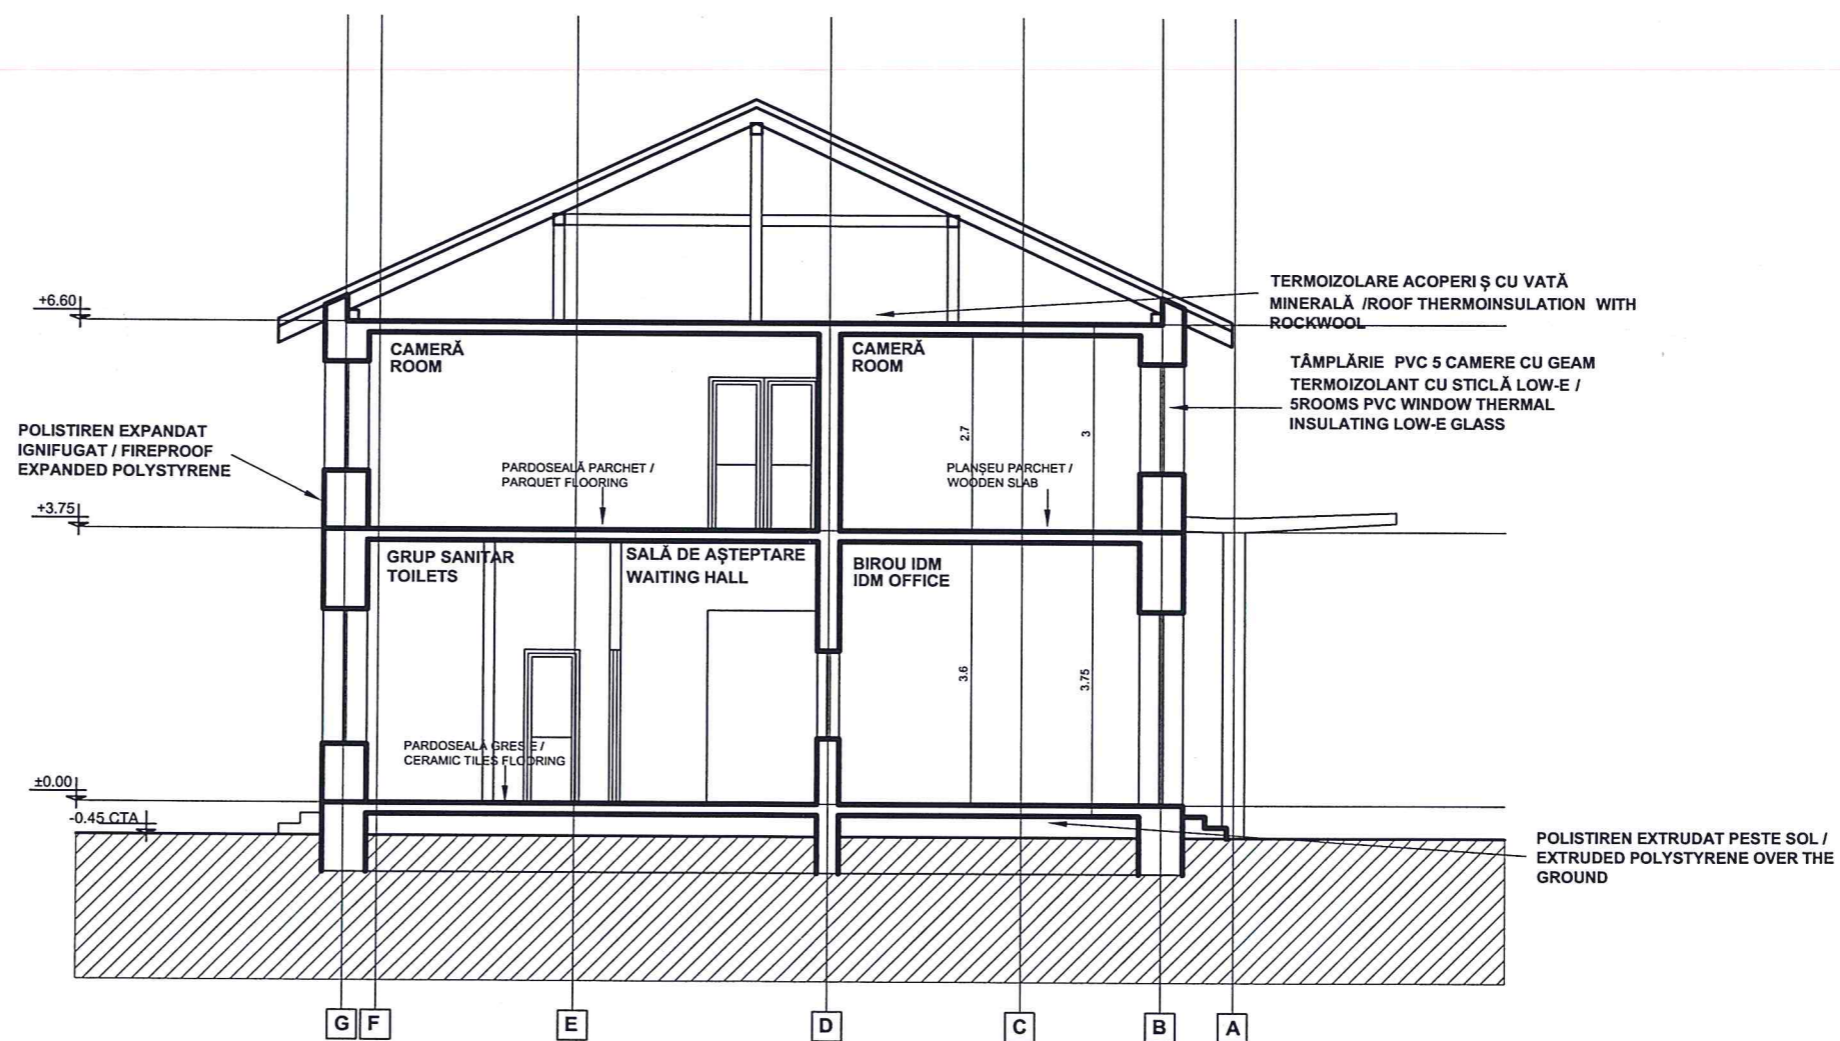 +6.60
TERMOIZOLARE ACOPERIȘ CU VATĂ
MINERALĂ /ROOF THERMOINSULATION WITH
ROCKWOOL
CAMERĂ
ROOM
CAMERĂ
ROOM
TÂMPLĂRIE PVC 5 CAMERE CU GEAM
TERMOIZOLANT CU STICLĂ LOW-E /
5ROOMS PVC WINDOW THERMAL
INSULATING LOW-E GLASS
POLISTIREN EXPANDAT
IGNIFUGAT / FIREPROOF
EXPANDED POLYSTYRENE
2.7
3
PARDOSEALĂ PARCHET /
PARQUET FLOORING
PLANȘEU PARCHET /
WOODEN SLAB
+3.75
GRUP SANITAR
TOILETS
SALĂ DE AȘTEPTARE
WAITING HALL
BIROU IDM
IDM OFFICE
3.6
3.75
PARDOSEALĂ GRESIE /
CERAMIC TILES FLOORING
±0.00
-0.45 CTA
POLISTIREN EXTRUDAT PESTE SOL /
EXTRUDED POLYSTYRENE OVER THE
GROUND
G F E D C B A